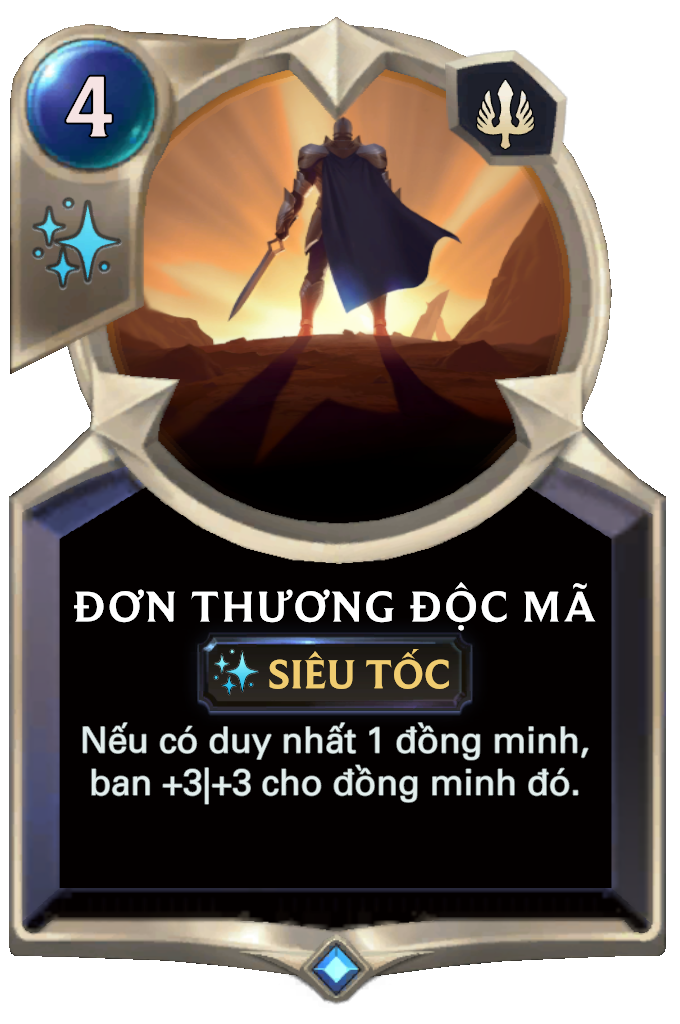 4
ĐƠN THƯƠNG ĐỘC MÃ
SIÊU TỐC
Nếu có duy nhất 1 đồng minh,
ban +3|+3 cho đồng minh đó.